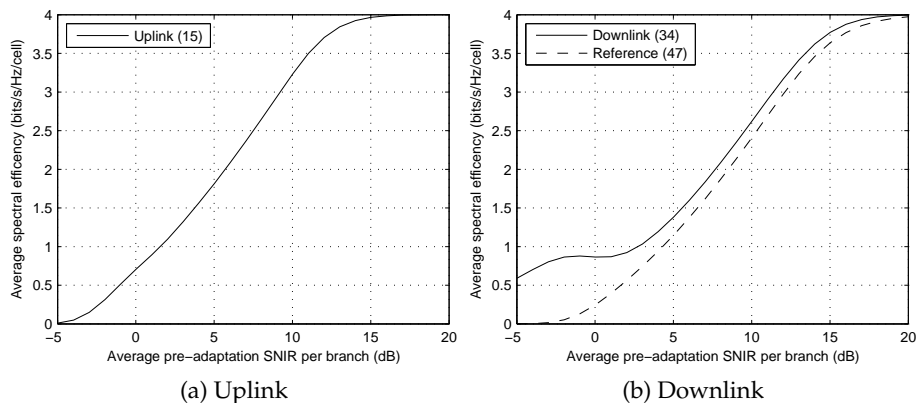 Average spectral efficency (bits/s/Hz/cell)
4
3.5
3
2.5
2
1.5
1
0.5
0
Uplink (15)
−5 0 5 10 15 20
Average pre−adaptation SNIR per branch (dB)
(a) Uplink
Average spectral efficency (bits/s/Hz/cell)
4
3.5
3
2.5
2
1.5
1
0.5
0
Downlink (34)
Reference (47)
−5 0 5 10 15 20
Average pre−adaptation SNIR per branch (dB)
(b) Downlink